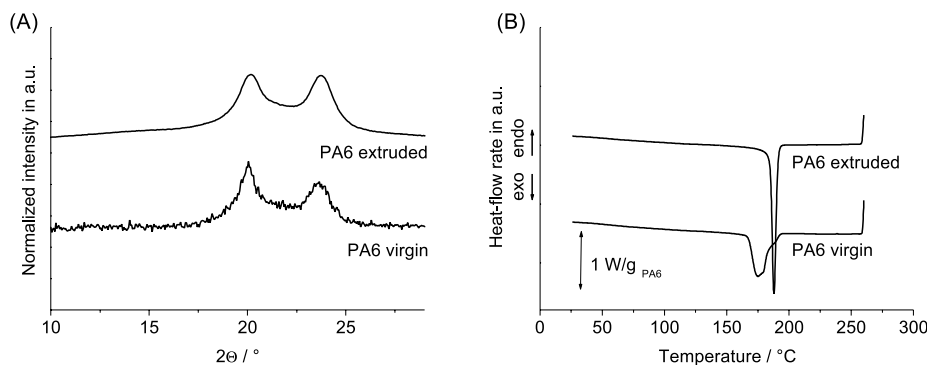 (A)
Normalized intensity in a.u.
PA6 extruded
PA6 virgin
10 15 20 25
2Θ / °
(B)
Heat-flow rate in a.u.
exo endo
PA6 extruded
PA6 virgin
1 W/g PA6
0 50 100 150 200 250 300
Temperature / °C